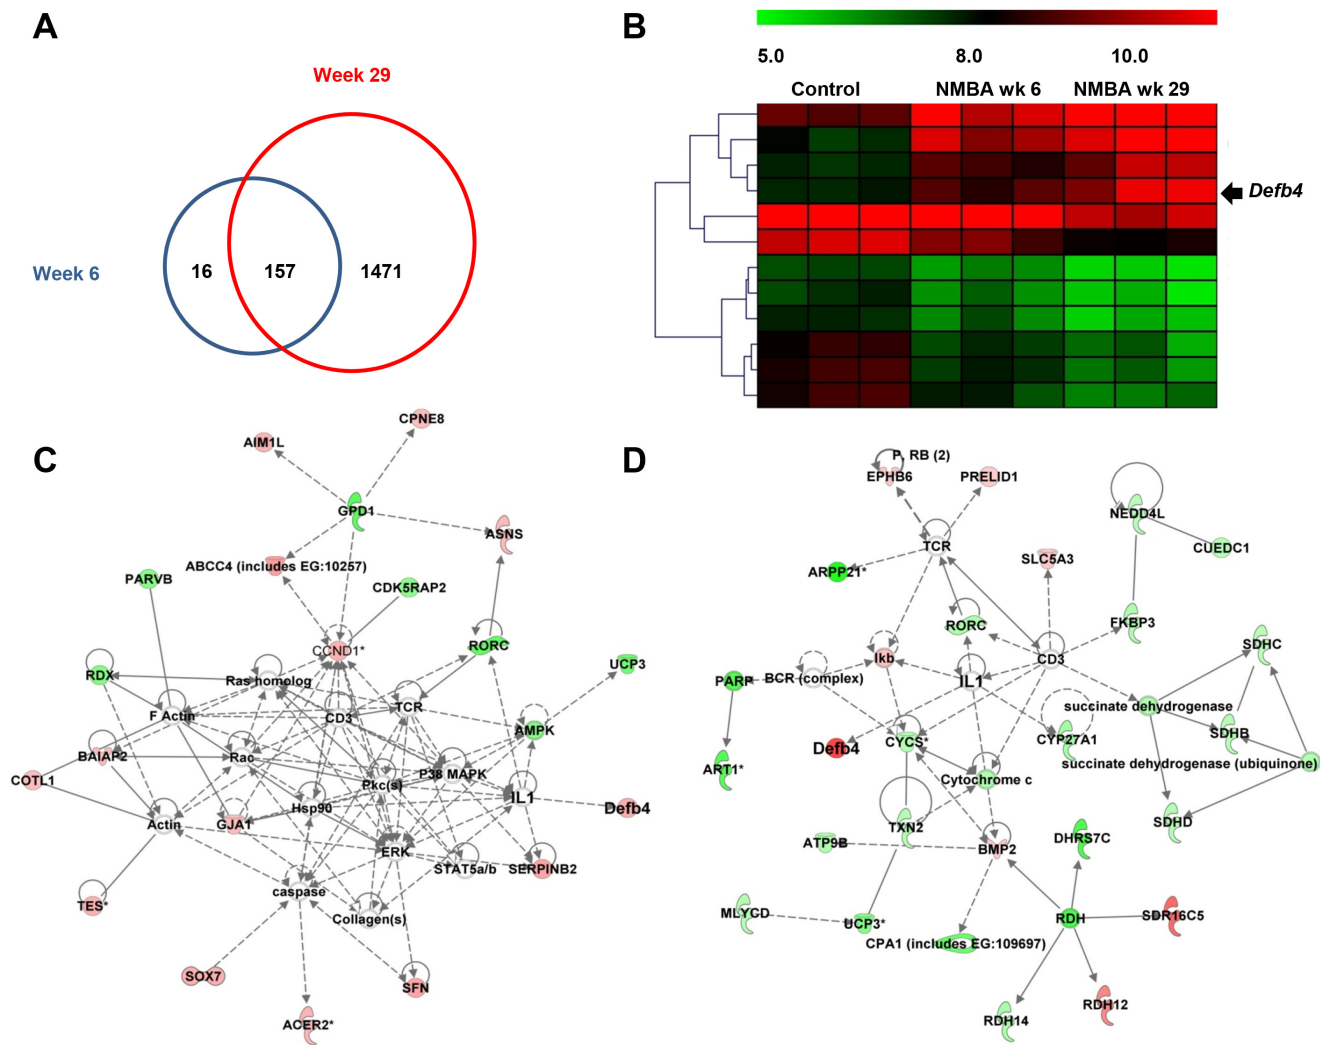 A
Week 29
Week 6
16
157
1471
B
5.0
8.0
10.0
Control
NMBA wk 6
NMBA wk 29
Defb4
C
CPNE8
AIM1L
GPD1
ASNS
ABCC4 (includes EG:10257)
PARVB
CDK5RAP2
CCND1*
RORC
UCP3
RDX
Ras homolog
F Actin
CD3
TCR
AMPK
BAIAP2
Rac
P38 MAPK
COTL1
Pkc(s)
IL1
Hsp90
Defb4
Actin
GJA1
ERK
STAT5a/b
SERPINB2
caspase
TES*
Collagen(s)
SOX7
SFN
ACER2*
D
P, RB (2)
EPHB6
PRELID1
NEDD4L
TCR
CUEDC1
SLC5A3
ARPP21*
RORC
FKBP3
SDHC
Ikb
CD3
PARP
BCR (complex)
IL1
succinate dehydrogenase
SDHB
Defb4
CYCS*
CYP27A1
succinate dehydrogenase (ubiquinone)
ART1*
Cytochrome c
TXN2
SDHD
ATP9B
BMP2
DHRS7C
MLYCD
UCP3*
RDH
SDR16C5
CPA1 (includes EG:109697)
RDH12
RDH14